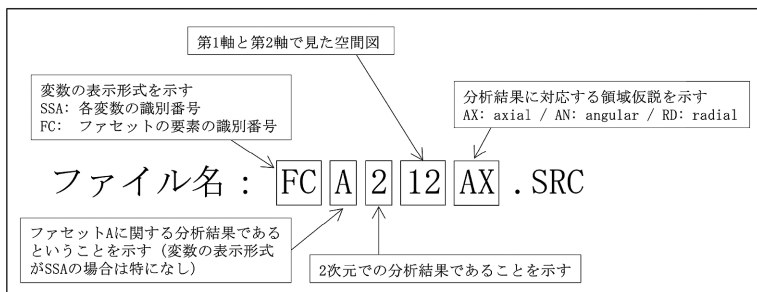 第1軸と第2軸で見た空間図
変数の表示形式を示す
SSA: 各変数の識別番号
FC: ファセットの要素の識別番号
分析結果に対応する領域仮説を示す
AX: axial / AN: angular / RD: radial
ファイル名: FC A 2 12 AX .SRC
ファセットAに関する分析結果である
ということを示す (変数の表示形式
がSSAの場合は特になし)
2次元での分析結果であることを示す